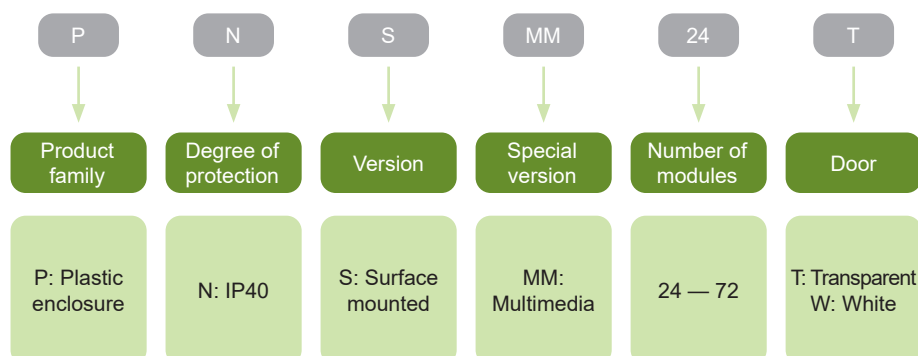 P
N
S
MM
24
T
Product
family
Degree of
protection
Version
Special
version
Number of
modules
Door
P: Plastic
enclosure
N: IP40
S: Surface
mounted
MM:
Multimedia
24 — 72
T: Transparent
W: White